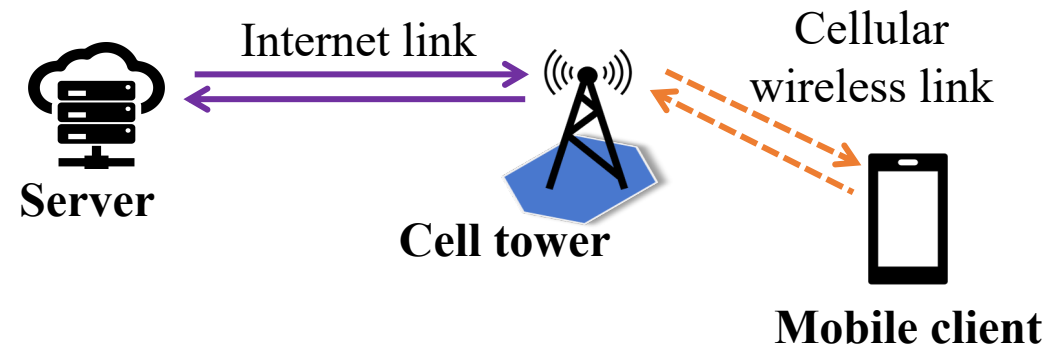 Internet link
Cellular
wireless link
Server
Cell tower
Mobile client